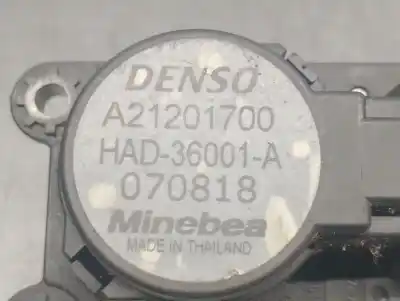 DENSO
A21201700
HAD-36001-A
070818
Minebea
MADE IN THAILAND